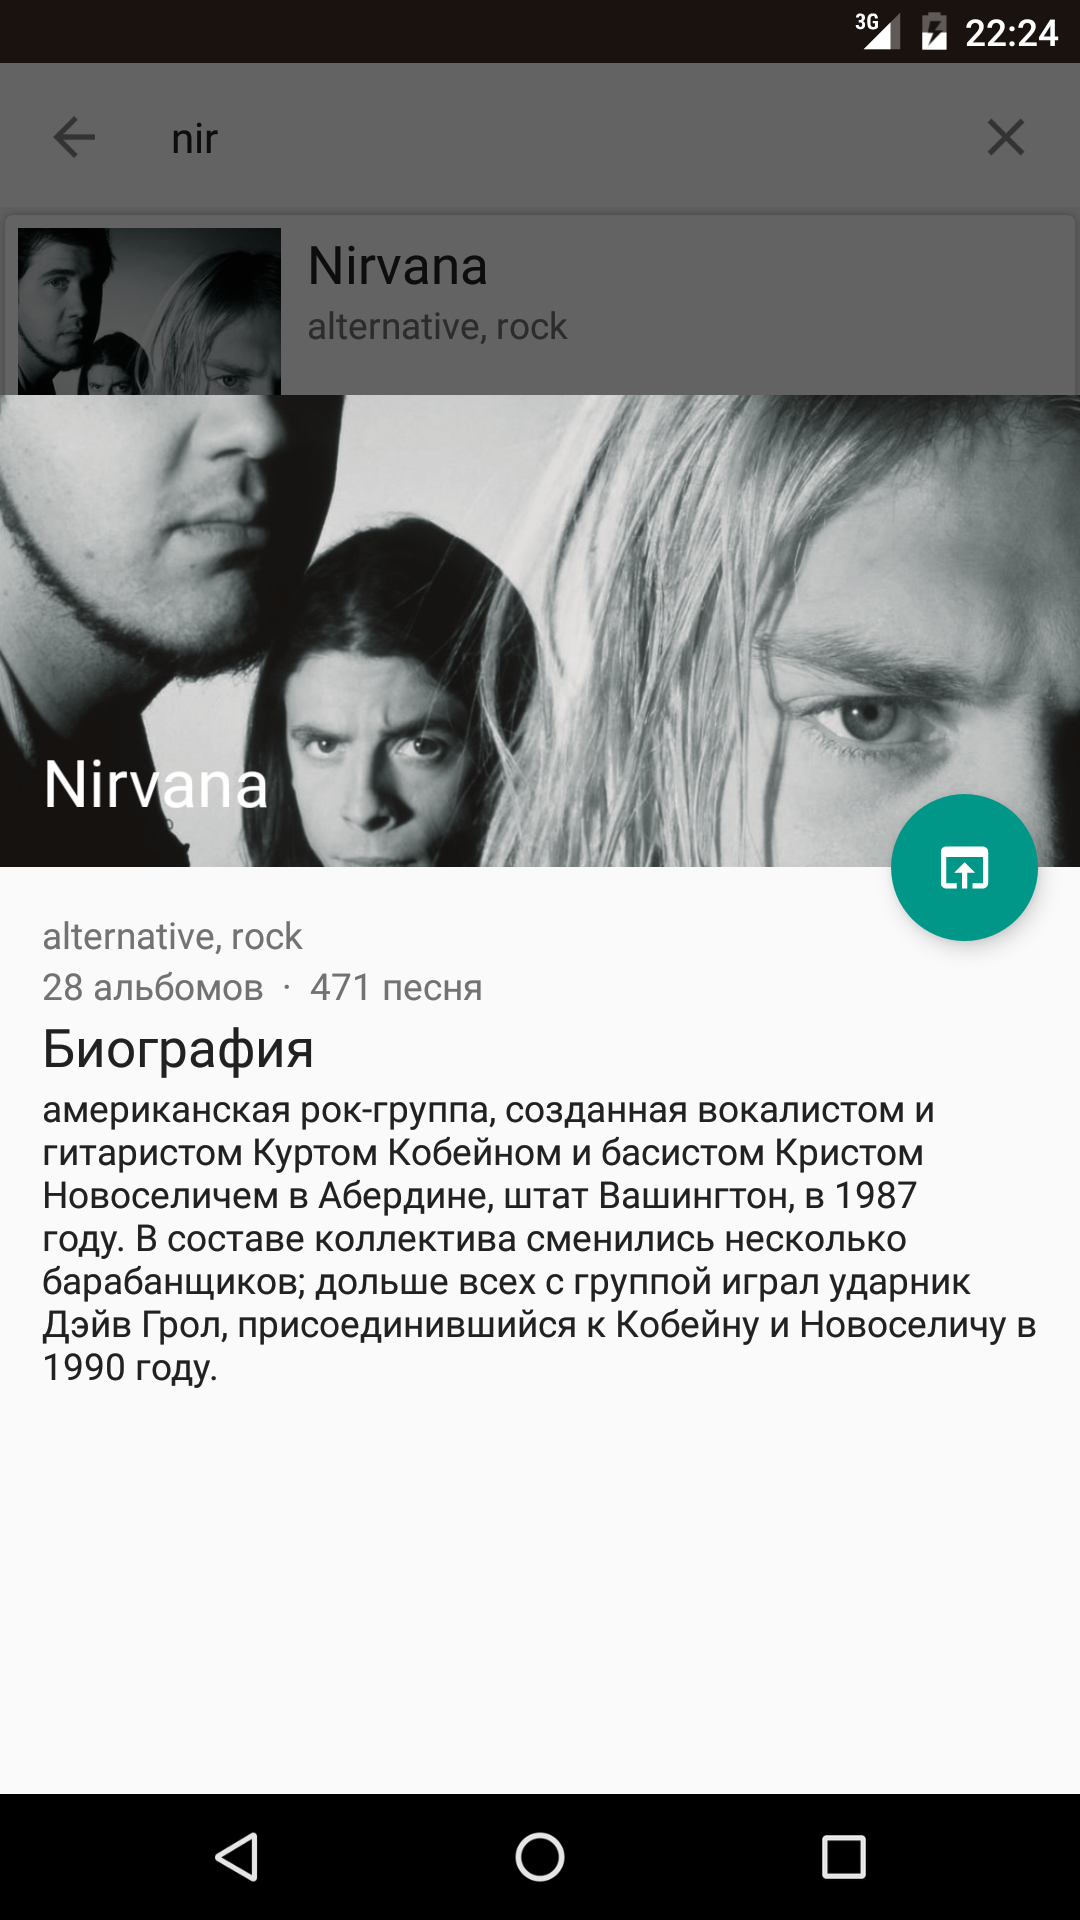 3G 22:24
nir
Nirvana
alternative, rock
Nirvana
alternative, rock
28 альбомов · 471 песня
Биография
американская рок-группа, созданная вокалистом и
гитаристом Куртом Кобейном и басистом Кристом
Новоселичем в Абердине, штат Вашингтон, в 1987
году. В составе коллектива сменились несколько
барабанщиков; дольше всех с группой играл ударник
Дэйв Грол, присоединившийся к Кобейну и Новоселичу в
1990 году.